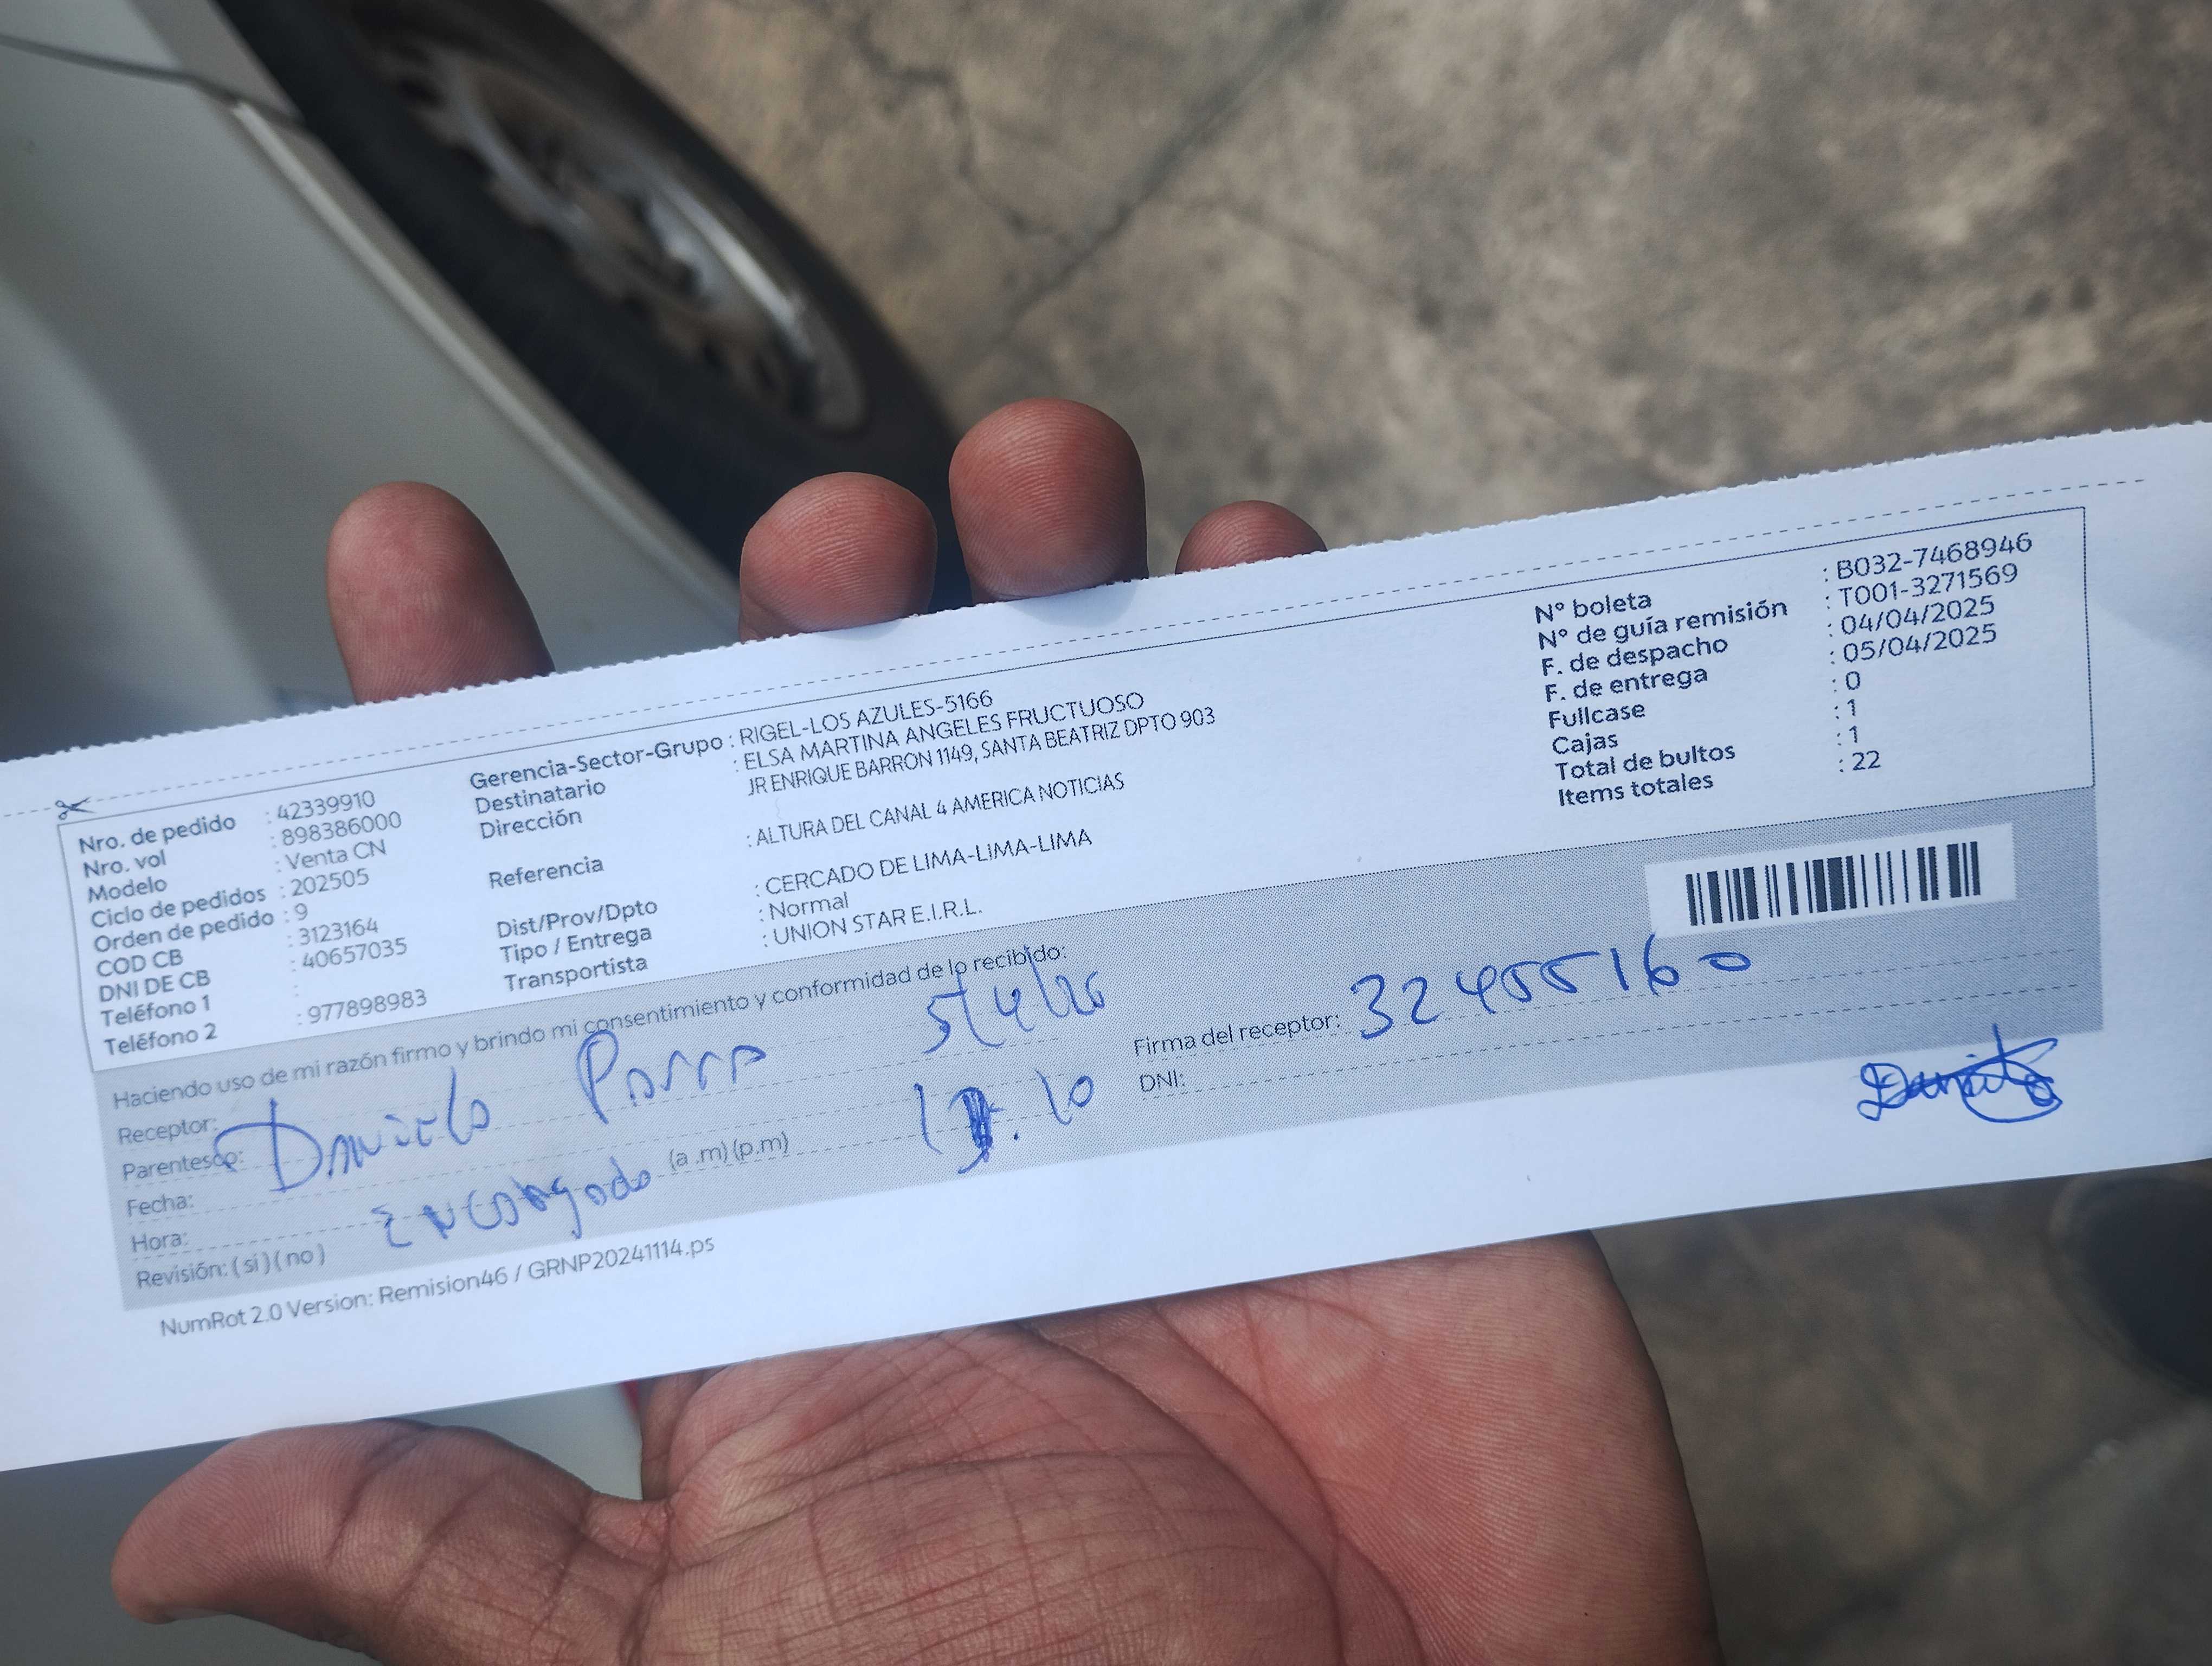 Nro. de pedido : 42339910
Nro. vol : 898386000
Modelo : Venta CN
Ciclo de pedidos : 202505
Orden de pedido : 9
COD CB : 3123164
DNI DE CB : 40657035
Teléfono 1 :
Teléfono 2 : 977898983
Gerencia-Sector-Grupo : RIGEL-LOS AZULES-5166
Destinatario : ELSA MARTINA ANGELES FRUCTUOSO
Dirección JR ENRIQUE BARRON 1149, SANTA BEATRIZ DPTO 903
Referencia : ALTURA DEL CANAL 4 AMERICA NOTICIAS
Dist/Prov/Dpto : CERCADO DE LIMA-LIMA-LIMA
Tipo / Entrega : Normal
Transportista : UNION STAR E.I.R.L.
N° boleta : B032-7468946
N° de guía remisión : T001-3271569
F. de despacho : 04/04/2025
F. de entrega : 05/04/2025
Fullcase : 0
Cajas : 1
Total de bultos : 1
Items totales : 22
Haciendo uso de mi razón firmo y brindo mi consentimiento y conformidad de lo recibido:
Receptor:
Parentesco:
Fecha:
Hora: (a .m) (p.m)
Revisión: ( si ) ( no )
Encargado
Firma del receptor: 32455160
DNI:
NumRot 2.0 Version: Remision46 / GRNP20241114.ps